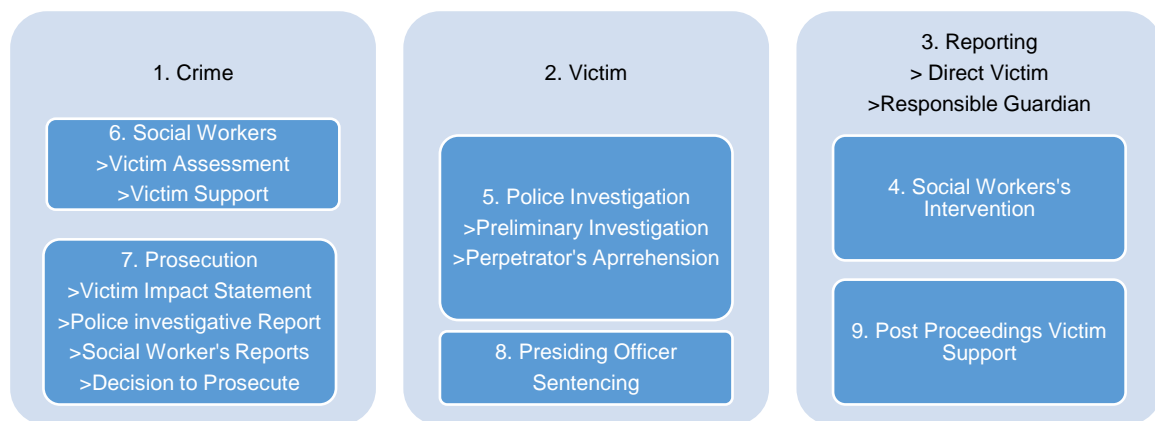 1. Crime
6. Social Workers
>Victim Assessment
>Victim Support
7. Prosecution
>Victim Impact Statement
>Police investigative Report
>Social Worker's Reports
>Decision to Prosecute
2. Victim
5. Police Investigation
>Preliminary Investigation
>Perpetrator's Aprrehension
8. Presiding Officer
Sentencing
3. Reporting
> Direct Victim
>Responsible Guardian
4. Social Workers's
Intervention
9. Post Proceedings Victim
Support